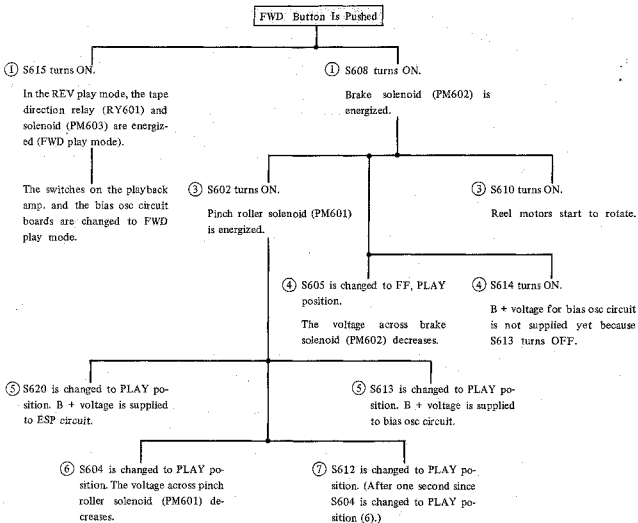 FWD Button Is Pushed
① S615 turns ON.
In the REV play mode, the tape
direction relay (RY601) and
solenoid (PM603) are energiz-
ed (FWD play mode).
The switches on the playback
amp. and the bias osc circuit
boards are changed to FWD
play mode.
① S608 turns ON.
Brake solenoid (PM602) is
energized.
③ S602 turns ON.
Pinch roller solenoid (PM601)
is energized.
③ S610 turns ON.
Reel motors start to rotate.
④ S605 is changed to FF, PLAY
position.
The voltage across brake
solenoid (PM602) decreases.
④ S614 turns ON.
B + voltage for bias osc circuit
is not supplied yet because
S613 turns OFF.
⑤ S620 is changed to PLAY po-
sition. B + voltage is supplied
to ESP circuit.
⑤ S613 is changed to PLAY po-
sition. B + voltage is supplied
to bias osc circuit.
⑥ S604 is changed to PLAY po-
sition. The voltage across pinch
roller solenoid (PM601) de-
creases.
⑦ S612 is changed to PLAY po-
sition. (After one second since
S604 is changed to PLAY po-
sition (6).)